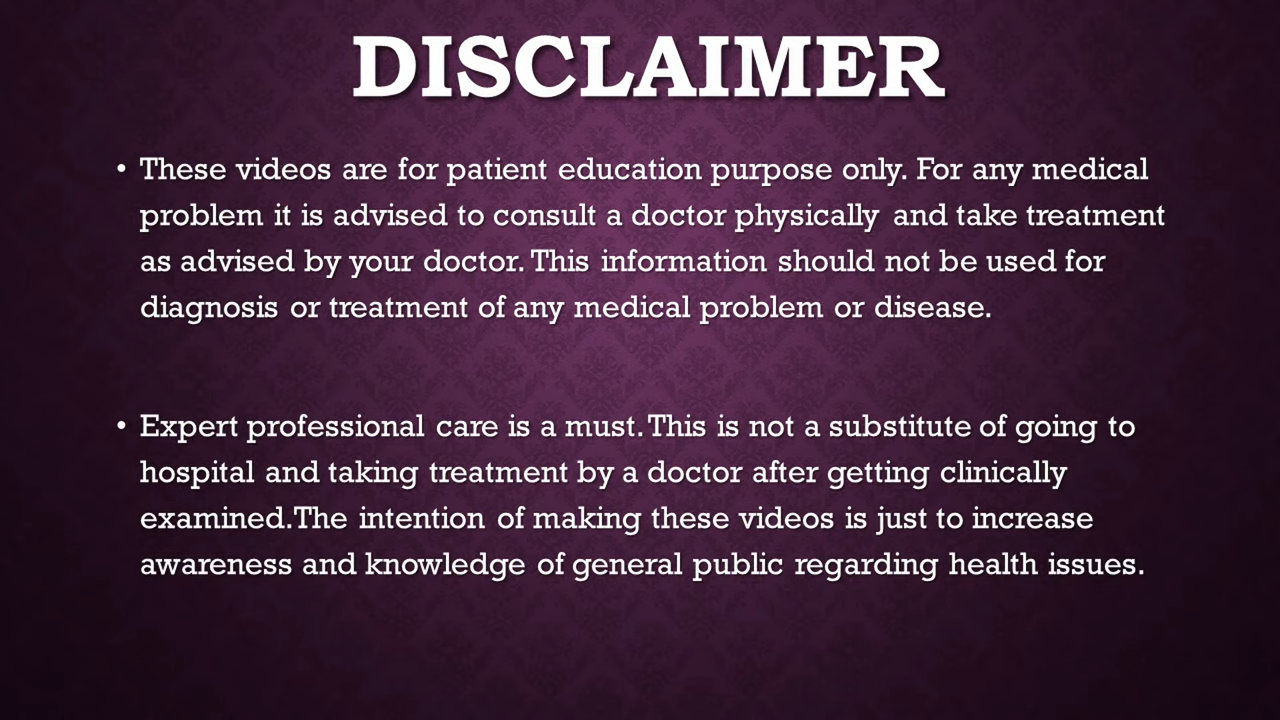 DISCLAIMER
• These videos are for patient education purpose only. For any medical
problem it is advised to consult a doctor physically and take treatment
as advised by your doctor. This information should not be used for
diagnosis or treatment of any medical problem or disease.
• Expert professional care is a must. This is not a substitute of going to
hospital and taking treatment by a doctor after getting clinically
examined.The intention of making these videos is just to increase
awareness and knowledge of general public regarding health issues.